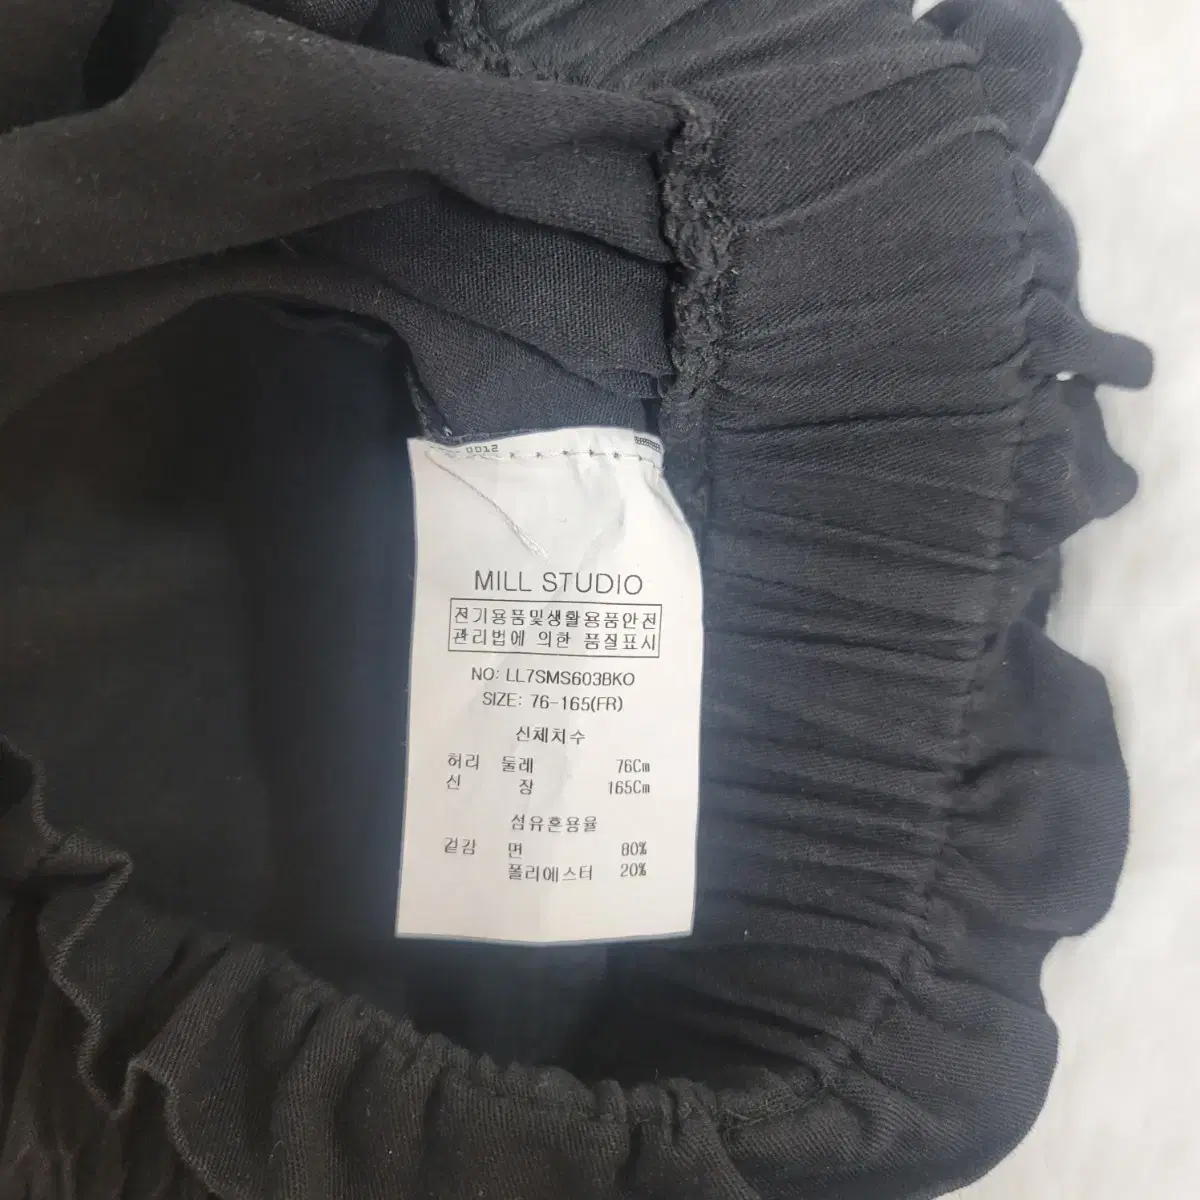 0012
MILL STUDIO
전기용품및생활용품안전
관리법에 의한 품질표시
NO: LL7SMS603BKO
SIZE: 76-165(FR)
신체치수
허리 둘레 76Cm
신 장 165Cm
섬유혼용율
겉감 면 80%
폴리에스터 20%